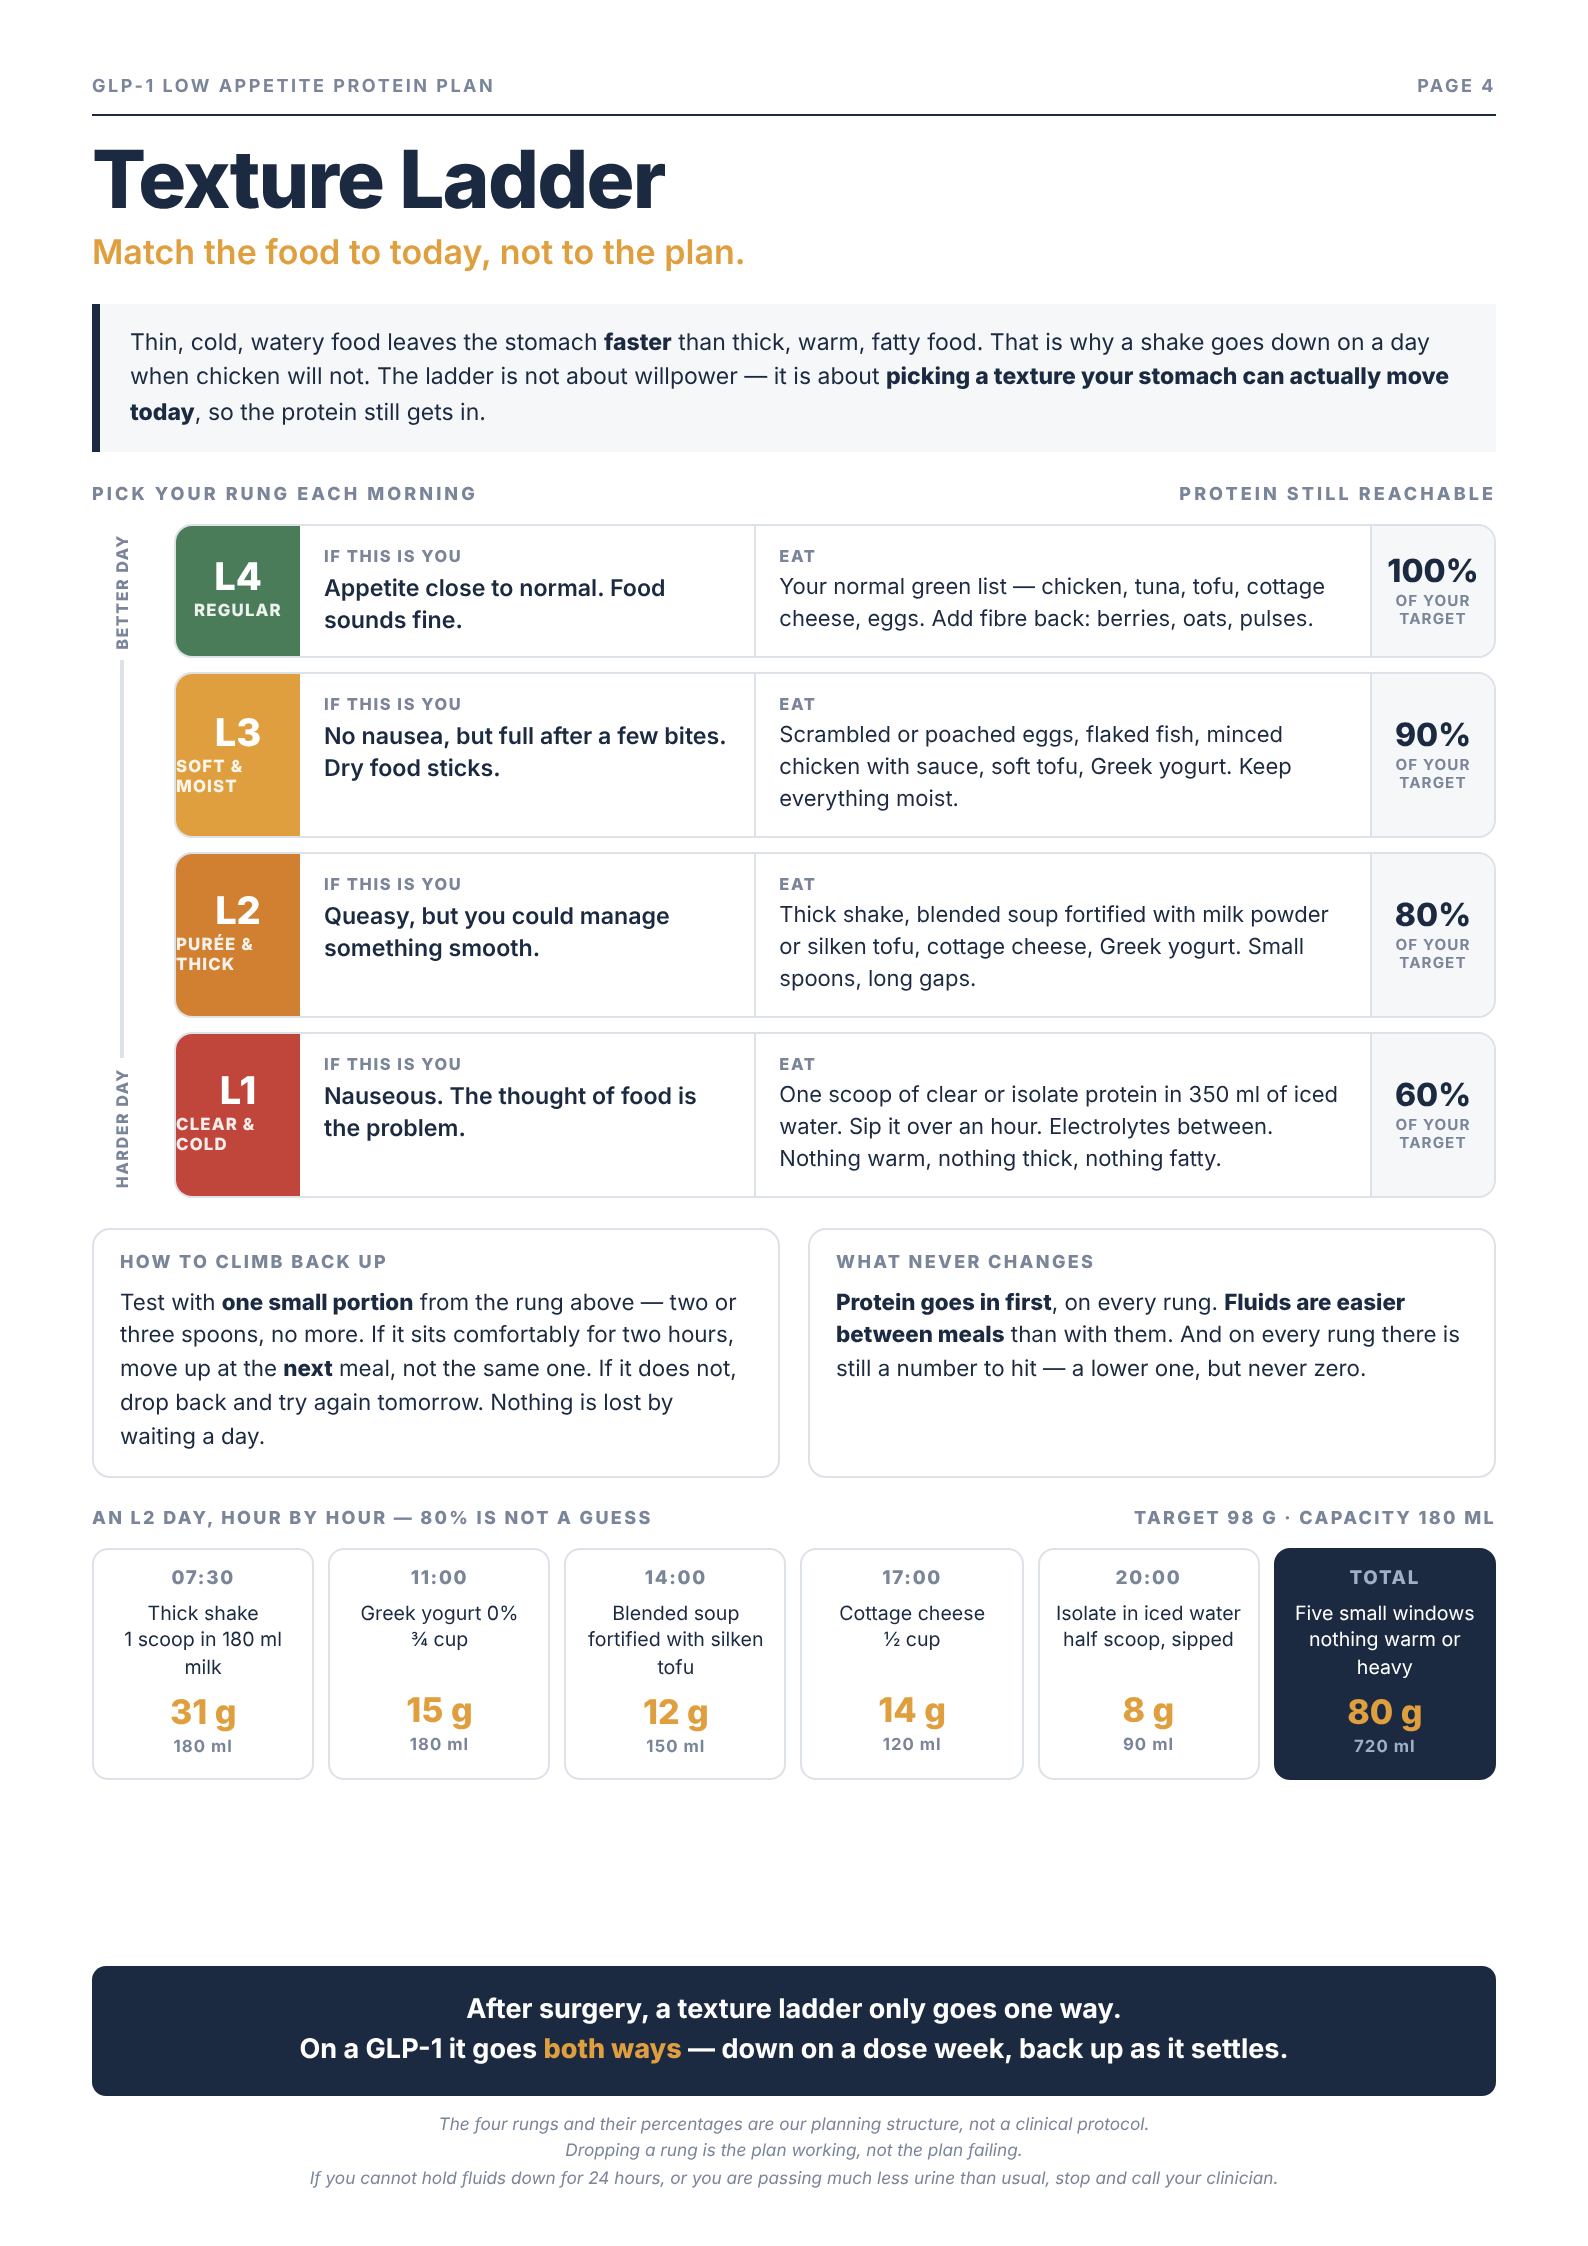 GLP-1 LOW APPETITE PROTEIN PLAN
PAGE 4
Texture Ladder
Match the food to today, not to the plan.
Thin, cold, watery food leaves the stomach faster than thick, warm, fatty food. That is why a shake goes down on a day
when chicken will not. The ladder is not about willpower — it is about picking a texture your stomach can actually move
today, so the protein still gets in.
PICK YOUR RUNG EACH MORNING
PROTEIN STILL REACHABLE
BETTER DAY
L4
REGULAR
IF THIS IS YOU
Appetite close to normal. Food
sounds fine.
EAT
Your normal green list — chicken, tuna, tofu, cottage
cheese, eggs. Add fibre back: berries, oats, pulses.
100%
OF YOUR
TARGET
L3
SOFT &
MOIST
IF THIS IS YOU
No nausea, but full after a few bites.
Dry food sticks.
EAT
Scrambled or poached eggs, flaked fish, minced
chicken with sauce, soft tofu, Greek yogurt. Keep
everything moist.
90%
OF YOUR
TARGET
L2
PURÉE &
THICK
IF THIS IS YOU
Queasy, but you could manage
something smooth.
EAT
Thick shake, blended soup fortified with milk powder
or silken tofu, cottage cheese, Greek yogurt. Small
spoons, long gaps.
80%
OF YOUR
TARGET
HARDER DAY
L1
CLEAR &
COLD
IF THIS IS YOU
Nauseous. The thought of food is
the problem.
EAT
One scoop of clear or isolate protein in 350 ml of iced
water. Sip it over an hour. Electrolytes between.
Nothing warm, nothing thick, nothing fatty.
60%
OF YOUR
TARGET
HOW TO CLIMB BACK UP
Test with one small portion from the rung above — two or
three spoons, no more. If it sits comfortably for two hours,
move up at the next meal, not the same one. If it does not,
drop back and try again tomorrow. Nothing is lost by
waiting a day.
WHAT NEVER CHANGES
Protein goes in first, on every rung. Fluids are easier
between meals than with them. And on every rung there is
still a number to hit — a lower one, but never zero.
AN L2 DAY, HOUR BY HOUR — 80% IS NOT A GUESS
TARGET 98 G · CAPACITY 180 ML
07:30
Thick shake
1 scoop in 180 ml
milk
31 g
180 ml
11:00
Greek yogurt 0%
¾ cup
15 g
180 ml
14:00
Blended soup
fortified with silken
tofu
12 g
150 ml
17:00
Cottage cheese
½ cup
14 g
120 ml
20:00
Isolate in iced water
half scoop, sipped
8 g
90 ml
TOTAL
Five small windows
nothing warm or
heavy
80 g
720 ml
After surgery, a texture ladder only goes one way.
On a GLP-1 it goes both ways — down on a dose week, back up as it settles.
The four rungs and their percentages are our planning structure, not a clinical protocol.
Dropping a rung is the plan working, not the plan failing.
If you cannot hold fluids down for 24 hours, or you are passing much less urine than usual, stop and call your clinician.